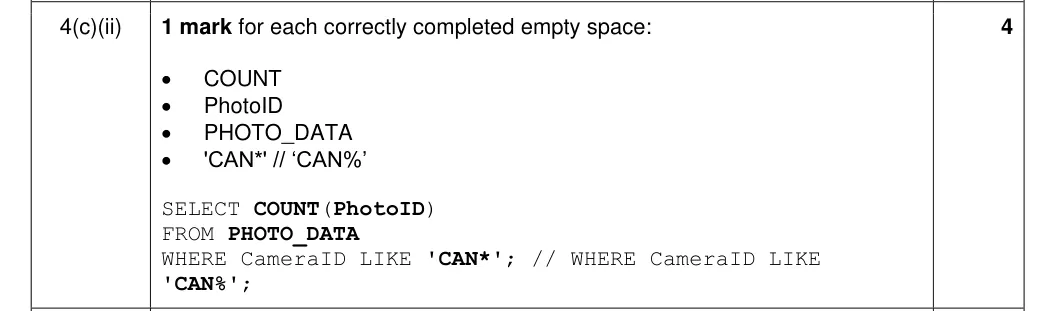 4(c)(ii) 1 mark for each correctly completed empty space: 4
• COUNT
• PhotoID
• PHOTO_DATA
• 'CAN*' // ‘CAN%’
SELECT COUNT(PhotoID)
FROM PHOTO_DATA
WHERE CameraID LIKE 'CAN*'; // WHERE CameraID LIKE
'CAN%';